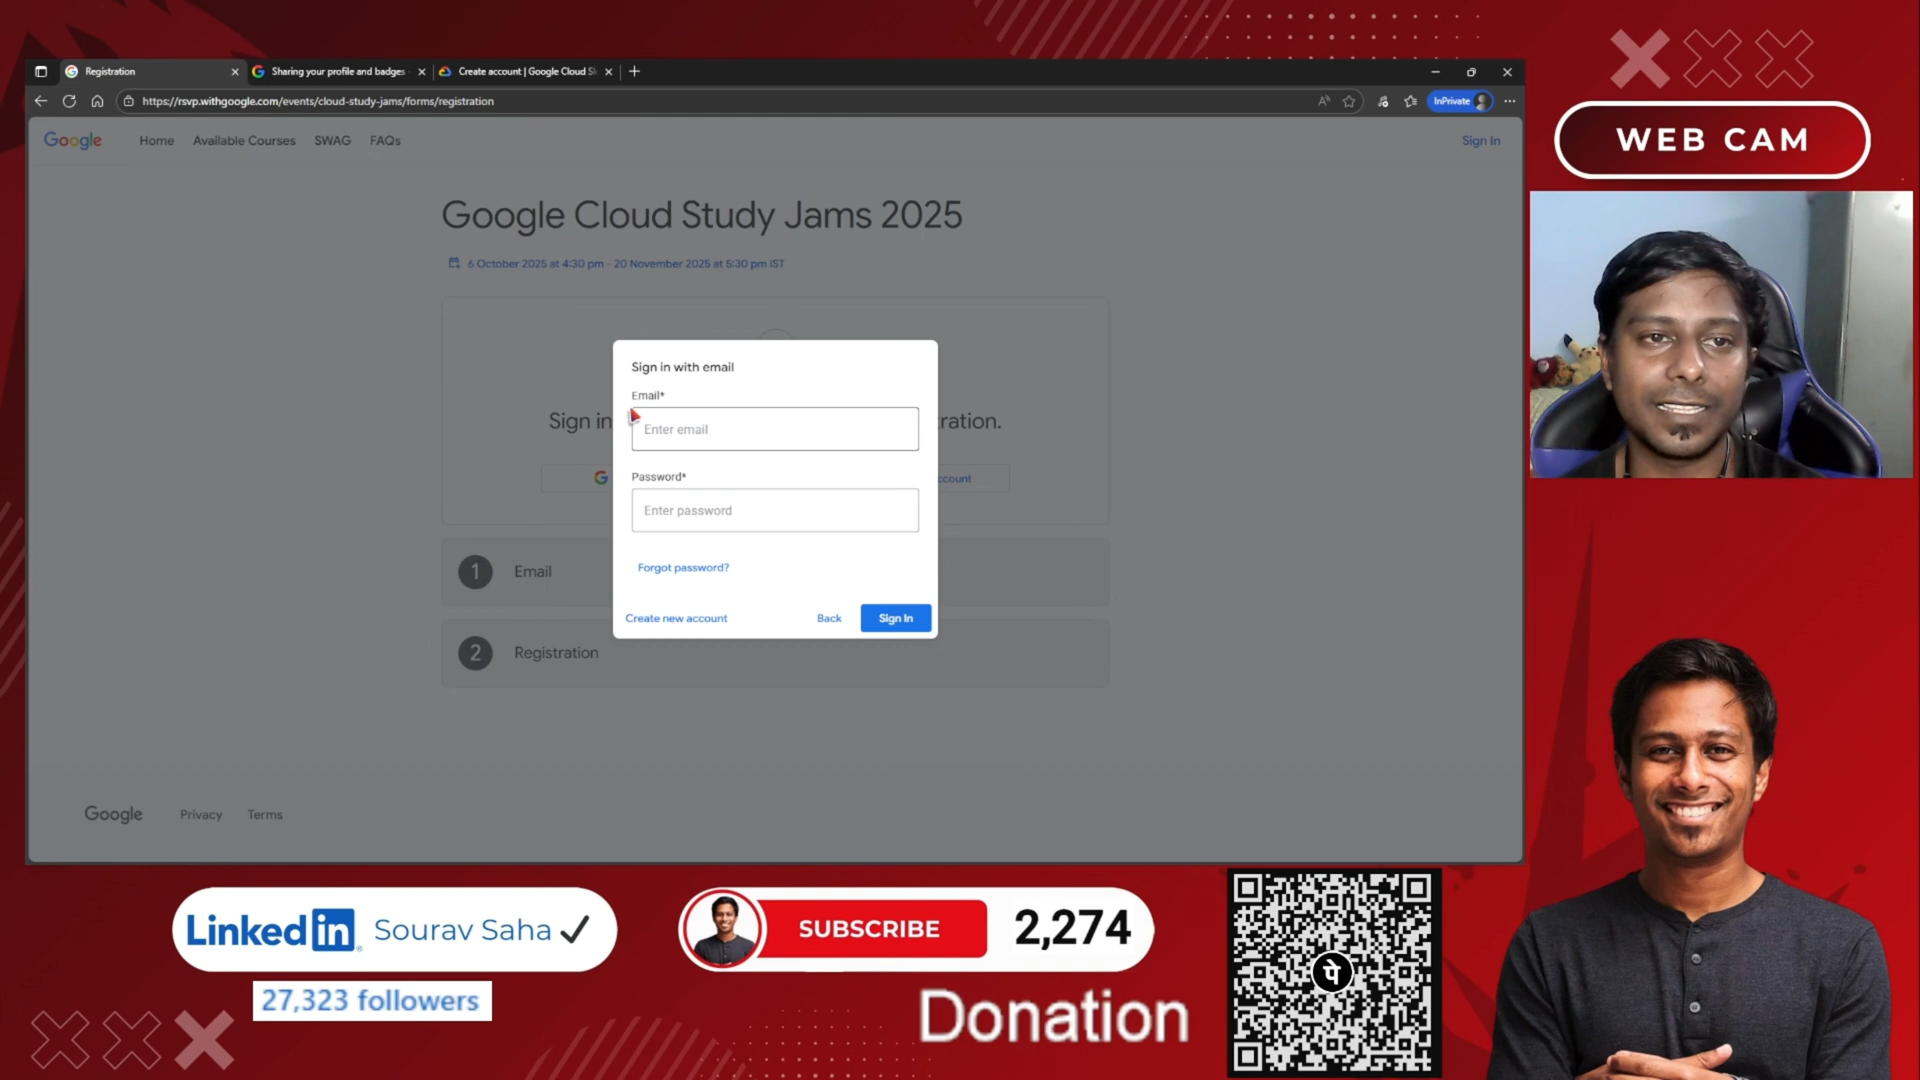 Registration
Sharing your profile and badges
Create account | Google Cloud Sk
https://rsvp.withgoogle.com/events/cloud-study-jams/forms/registration
InPrivate
Google
Home
Available Courses
SWAG
FAQs
Sign In
Google Cloud Study Jams 2025
6 October 2025 at 4:30 pm - 20 November 2025 at 5:30 pm IST
Sign in
ration.
ccount
Sign in with email
Email*
Enter email
Password*
Enter password
Forgot password?
Create new account
Back
Sign In
1
Email
2
Registration
Google
Privacy
Terms
WEB CAM
LinkedIn
Sourav Saha
27,323 followers
SUBSCRIBE
2,274
Donation
पे